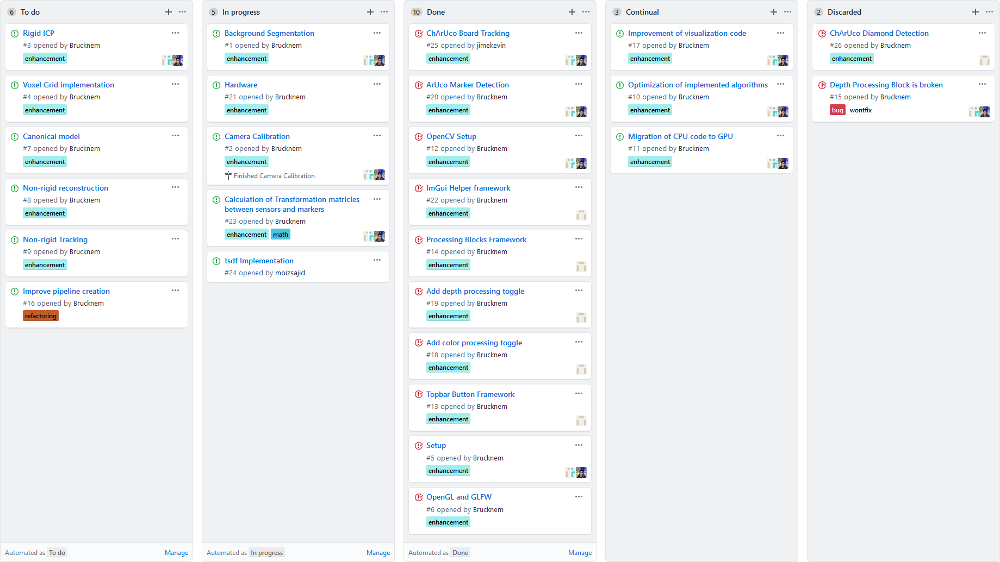 6 To do
Rigid ICP
#3 opened by Brucknem
enhancement
Voxel Grid implementation
#4 opened by Brucknem
enhancement
Canonical model
#7 opened by Brucknem
enhancement
Non-rigid reconstruction
#8 opened by Brucknem
enhancement
Non-rigid Tracking
#9 opened by Brucknem
enhancement
Improve pipeline creation
#16 opened by Brucknem
refactoring
Automated as To do Manage
5 In progress
Background Segmentation
#1 opened by Brucknem
enhancement
Hardware
#21 opened by Brucknem
enhancement
Camera Calibration
#2 opened by Brucknem
enhancement
Finished Camera Calibration
Calculation of Transformation matricies
between sensors and markers
#23 opened by Brucknem
enhancement math
tsdf Implementation
#24 opened by moizsajid
Automated as In progress Manage
10 Done
ChArUco Board Tracking
#25 opened by jimekevin
enhancement
ArUco Marker Detection
#20 opened by Brucknem
enhancement
OpenCV Setup
#12 opened by Brucknem
enhancement
ImGui Helper framework
#22 opened by Brucknem
enhancement
Processing Blocks Framework
#14 opened by Brucknem
enhancement
Add depth processing toggle
#19 opened by Brucknem
enhancement
Add color processing toggle
#18 opened by Brucknem
enhancement
Topbar Button Framework
#13 opened by Brucknem
enhancement
Setup
#5 opened by Brucknem
enhancement
OpenGL and GLFW
#6 opened by Brucknem
enhancement
Automated as Done Manage
3 Continual
Improvement of visualization code
#17 opened by Brucknem
enhancement
Optimization of implemented algorithms
#10 opened by Brucknem
enhancement
Migration of CPU code to GPU
#11 opened by Brucknem
enhancement
2 Discarded
ChArUco Diamond Detection
#26 opened by Brucknem
enhancement
Depth Processing Block is broken
#15 opened by Brucknem
bug wontfix